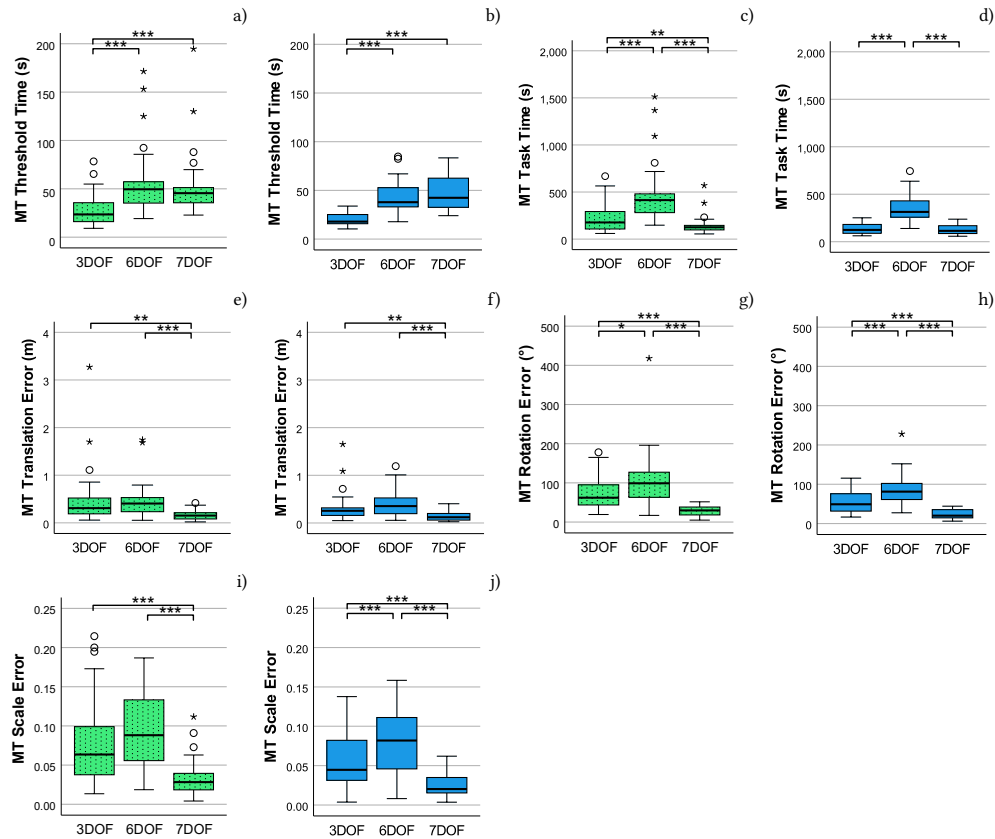 a)
MT Threshold Time (s)
200
150
100
50
0
***
***
3DOF 6DOF 7DOF
b)
MT Threshold Time (s)
200
150
100
50
0
***
***
3DOF 6DOF 7DOF
c)
MT Task Time (s)
2,000
1,500
1,000
500
0
**
*** ***
3DOF 6DOF 7DOF
d)
MT Task Time (s)
2,000
1,500
1,000
500
0
*** ***
3DOF 6DOF 7DOF
e)
MT Translation Error (m)
4
3
2
1
0
**
***
3DOF 6DOF 7DOF
f)
MT Translation Error (m)
4
3
2
1
0
**
***
3DOF 6DOF 7DOF
g)
MT Rotation Error (°)
500
400
300
200
100
0
***
* ***
3DOF 6DOF 7DOF
h)
MT Rotation Error (°)
500
400
300
200
100
0
***
*** ***
3DOF 6DOF 7DOF
i)
MT Scale Error
0.25
0.20
0.15
0.10
0.05
0.00
***
***
3DOF 6DOF 7DOF
j)
MT Scale Error
0.25
0.20
0.15
0.10
0.05
0.00
***
*** ***
3DOF 6DOF 7DOF